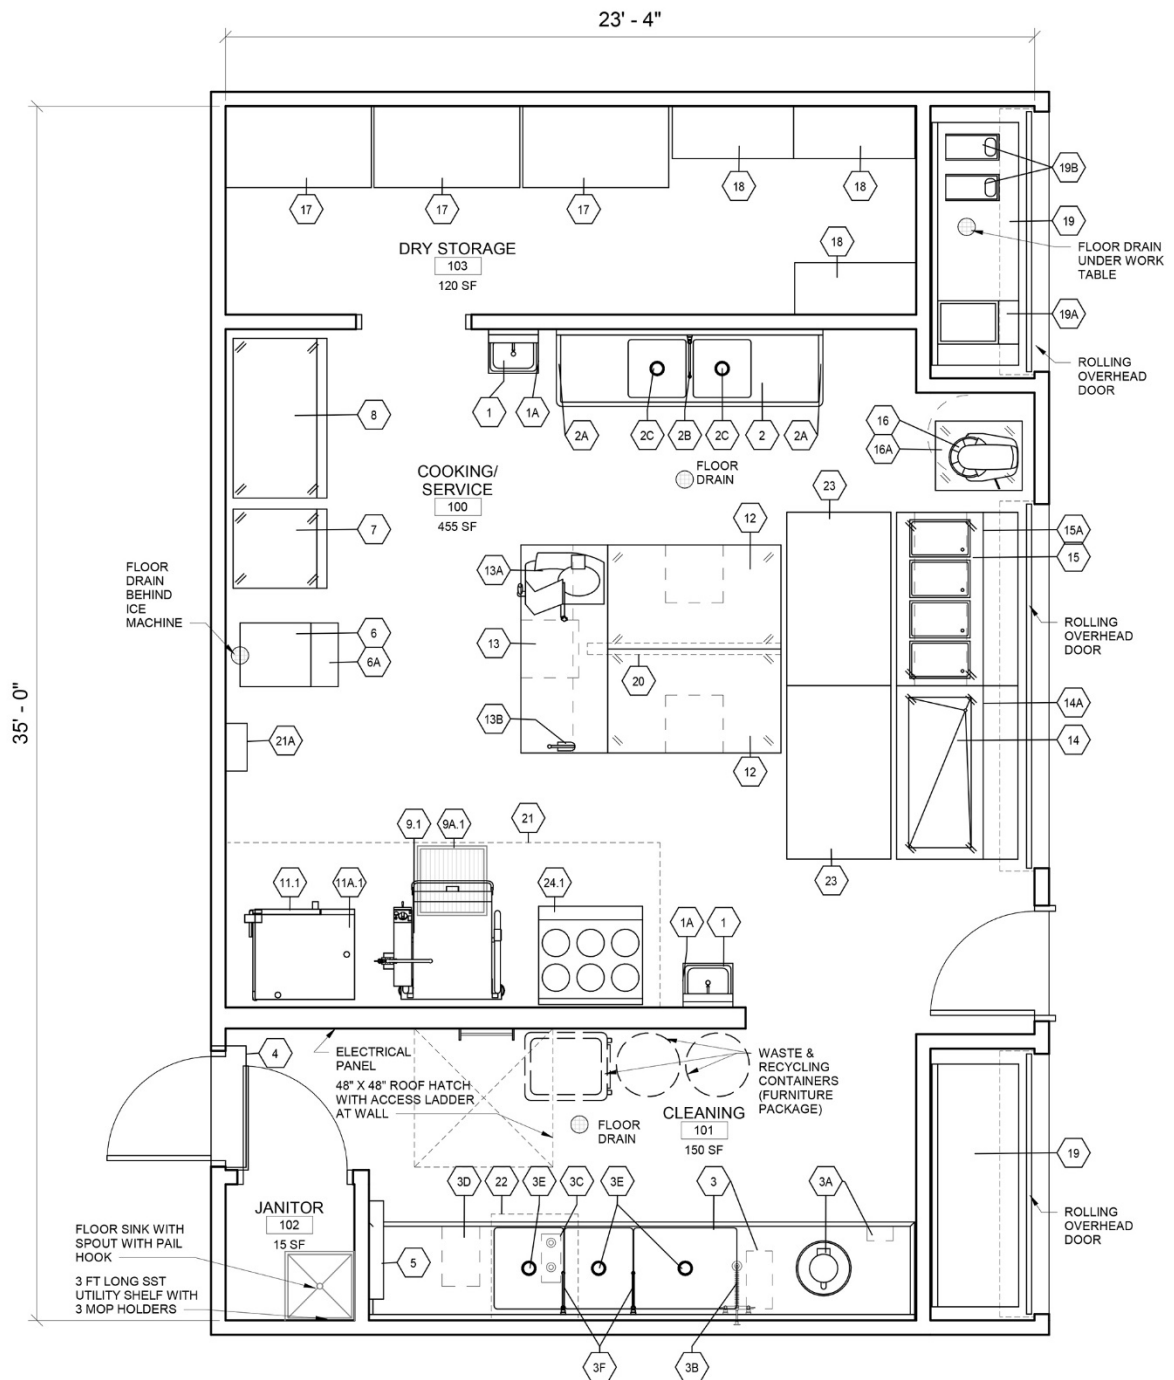 23' - 4"
35' - 0"
17
17
17
18
18
18
DRY STORAGE
103
120 SF
19B
19
FLOOR DRAIN
UNDER WORK
TABLE
19A
ROLLING
OVERHEAD
DOOR
1
1A
2A
2C
2B
2C
2
2A
8
COOKING/
SERVICE
100
455 SF
FLOOR
DRAIN
16
16A
23
7
12
15A
15
13A
FLOOR
DRAIN
BEHIND
ICE
MACHINE
ROLLING
OVERHEAD
DOOR
6
6A
13
20
14A
14
21A
13B
12
9.1
9A.1
21
11.1
11A.1
24.1
23
1A
1
4
ELECTRICAL
PANEL
48" X 48" ROOF HATCH
WITH ACCESS LADDER
AT WALL
WASTE &
RECYCLING
CONTAINERS
(FURNITURE
PACKAGE)
CLEANING
101
150 SF
FLOOR
DRAIN
19
3D
22
3E
3C
3E
3
3A
JANITOR
102
15 SF
FLOOR SINK WITH
SPOUT WITH PAIL
HOOK
3 FT LONG SST
UTILITY SHELF WITH
3 MOP HOLDERS
5
ROLLING
OVERHEAD
DOOR
3F
3B